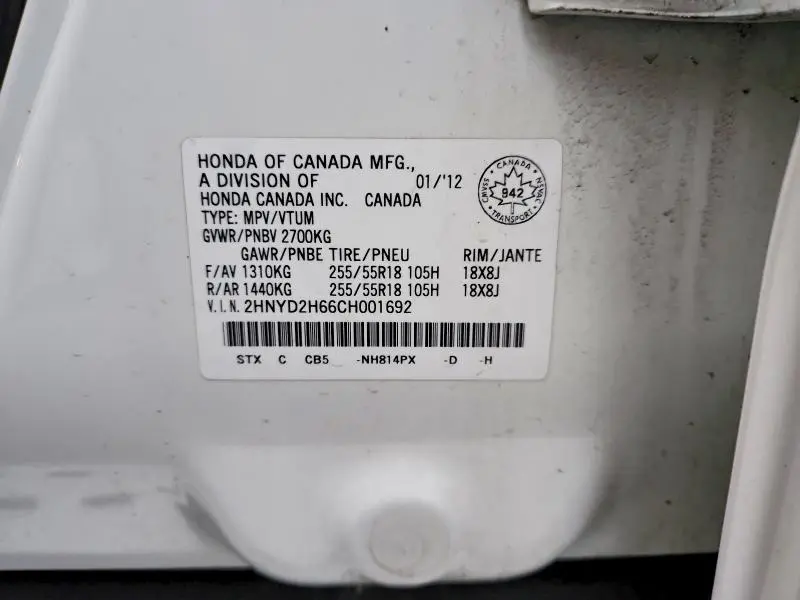 HONDA OF CANADA MFG.,
A DIVISION OF 01/'12
HONDA CANADA INC. CANADA
TYPE: MPV/VTUM
GVWR/PNBV 2700KG
GAWR/PNBE TIRE/PNEU RIM/JANTE
F/AV 1310KG 255/55R18 105H 18X8J
R/AR 1440KG 255/55R18 105H 18X8J
V.I.N. 2HNYD2H66CH001692
STX C CB5 -NH814PX -D -H
CANADA
CMVSS
942
NSVAC
TRANSPORT